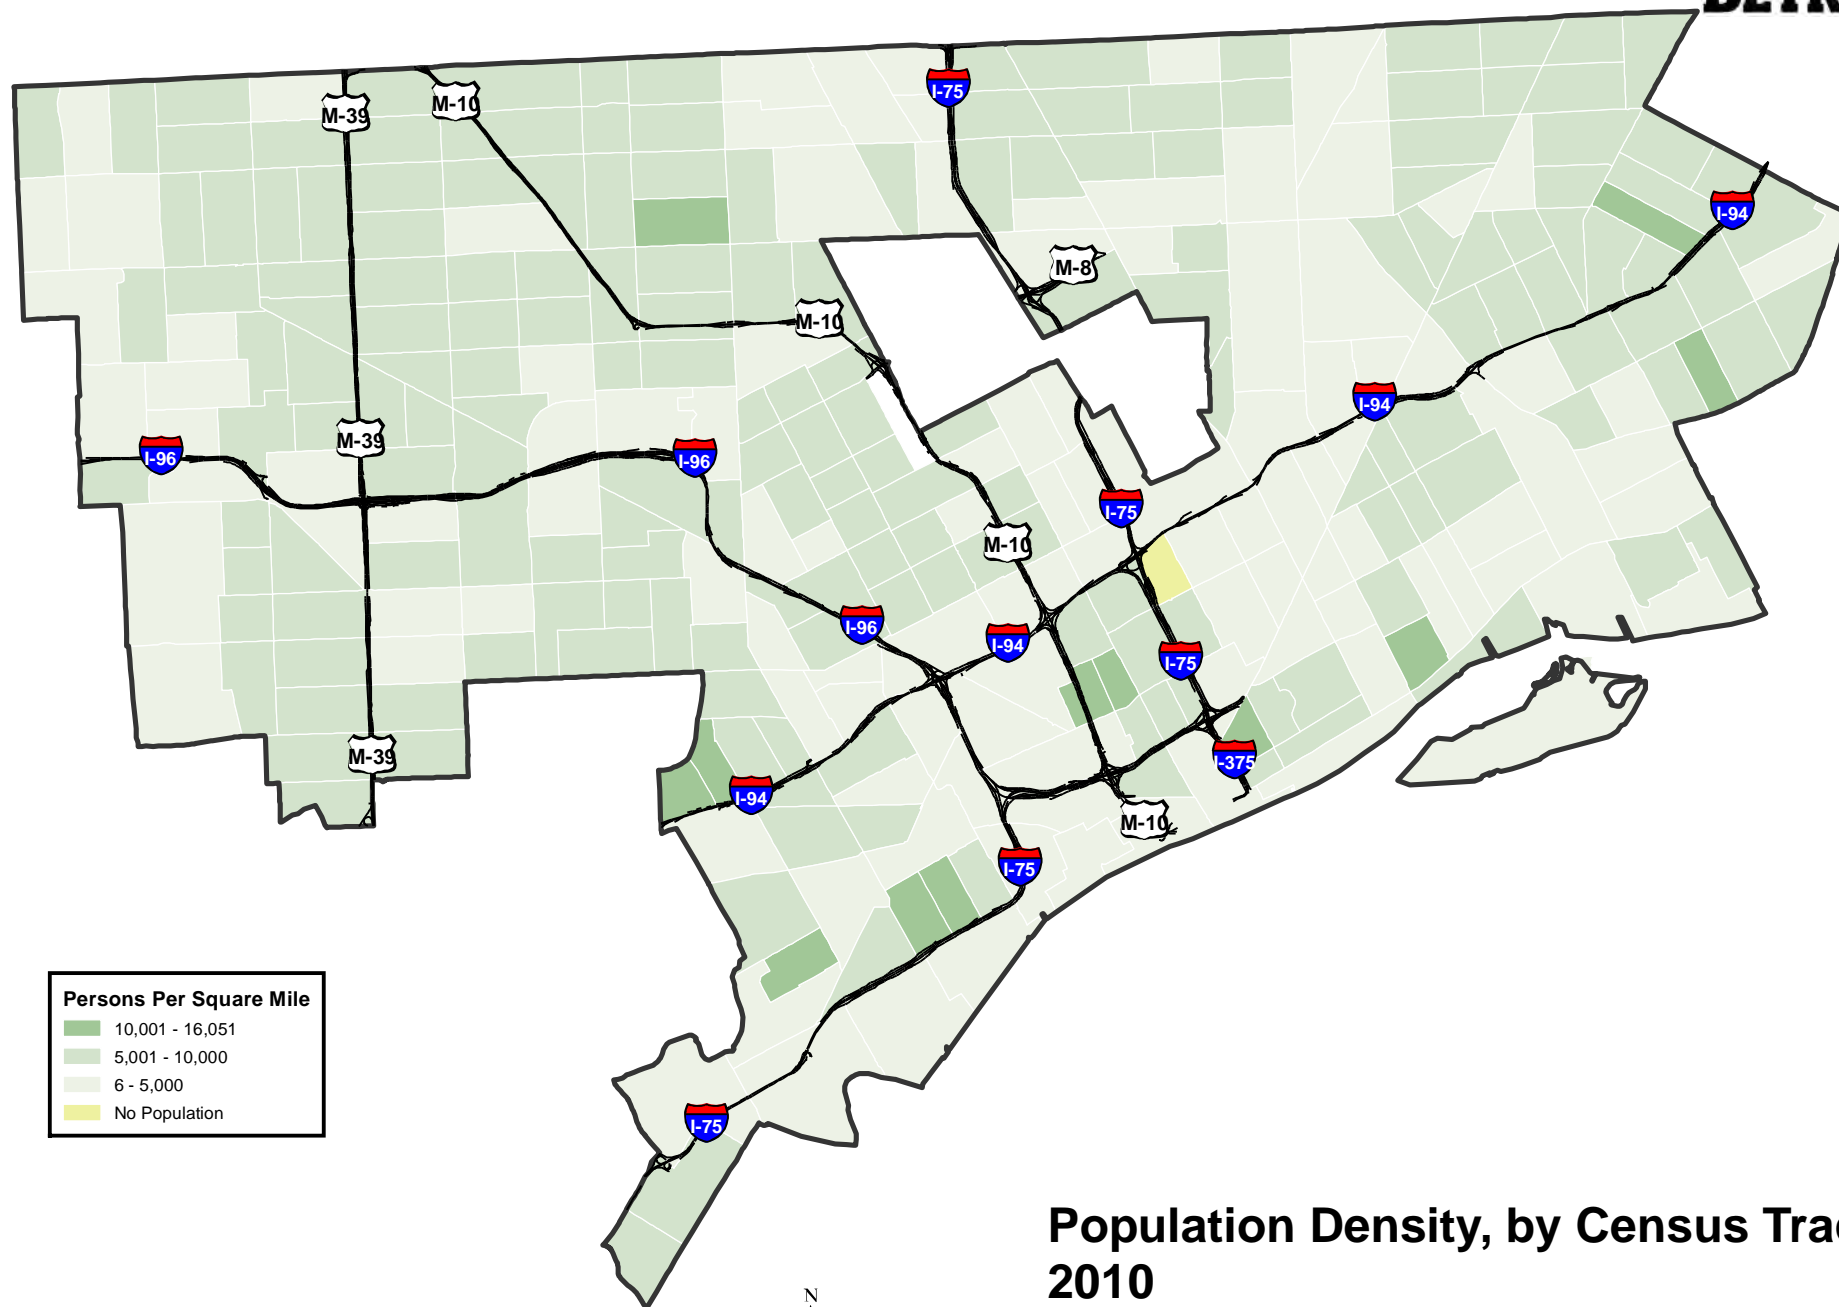 I-75
M-39
M-10
I-94
M-8
M-10
I-94
M-39
I-96
I-96
I-75
M-10
I-96
I-94
I-75
M-39
I-375
I-94
M-10
I-75
Persons Per Square Mile
10,001 - 16,051
5,001 - 10,000
6 - 5,000
No Population
I-75
Population Density, by Census Trac
2010
N